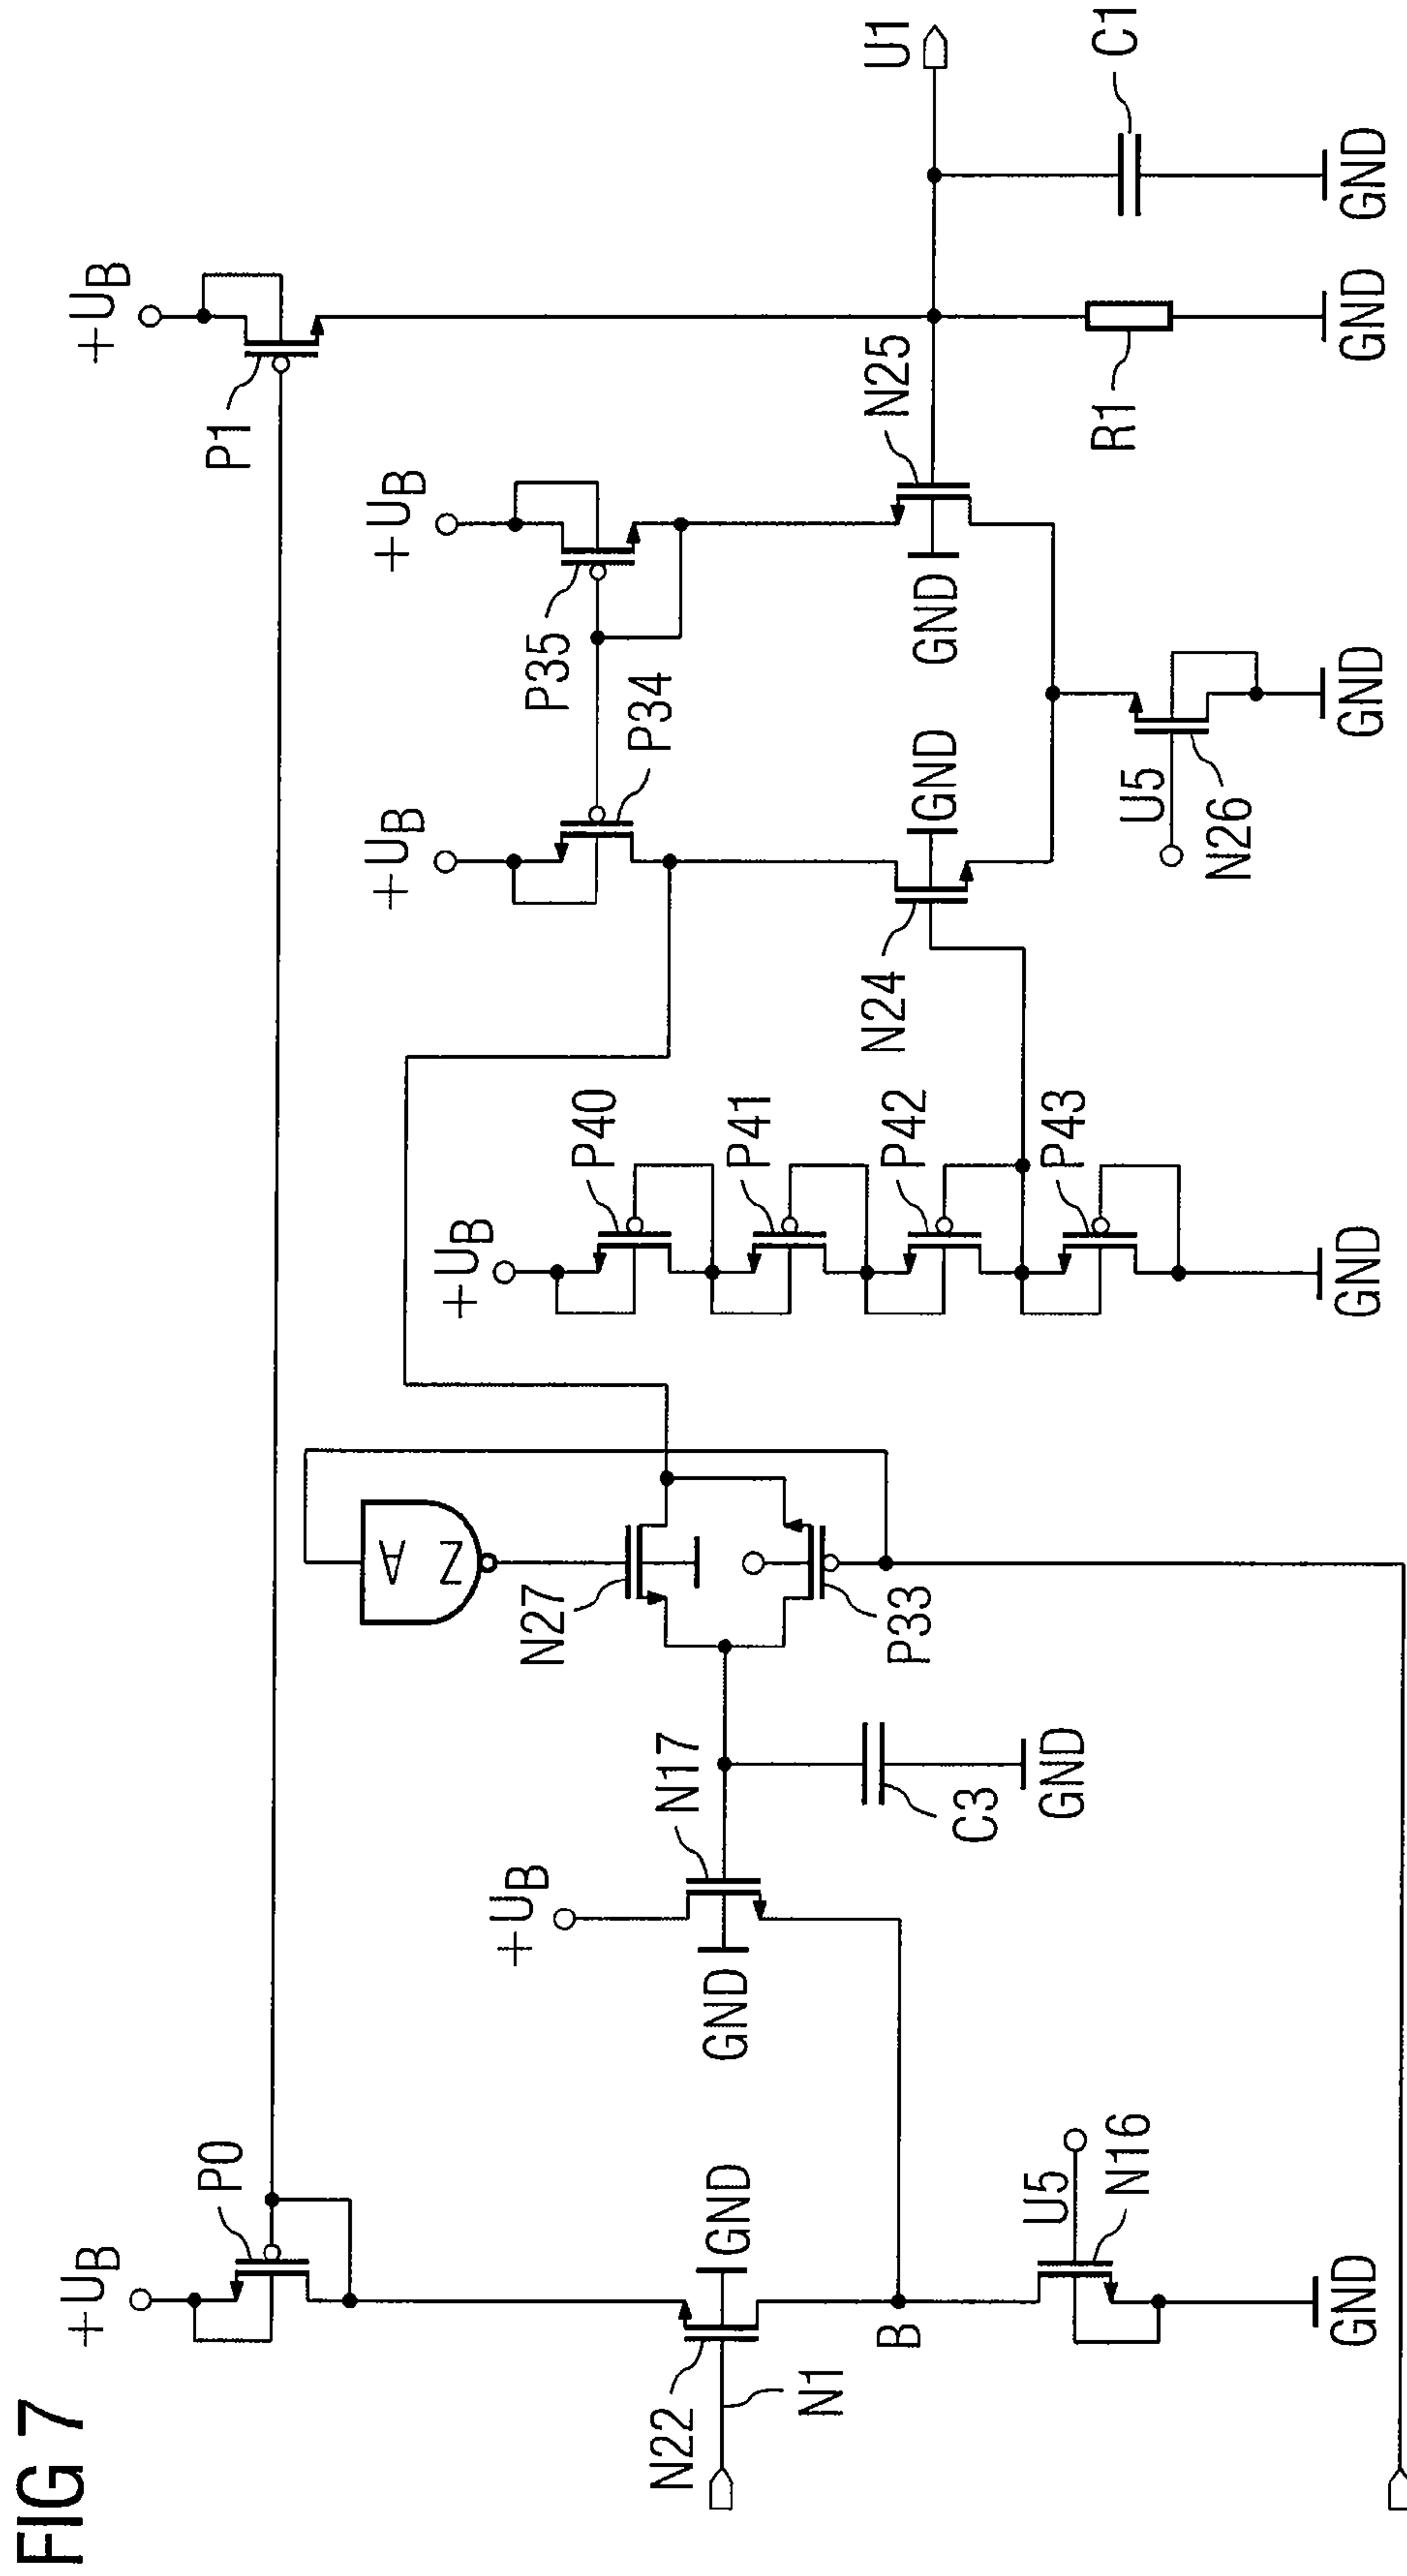 FIG 7
+UB
P0
N22
N1
GND
B
U5
N16
GND
+UB
N17
GND
C3
GND
A Z
N27
P33
+UB
P40
P41
P42
P43
GND
+UB
P34
N24
GND
U5
N26
GND
+UB
P35
N25
GND
+UB
P1
R1
GND
U1
C1
GND